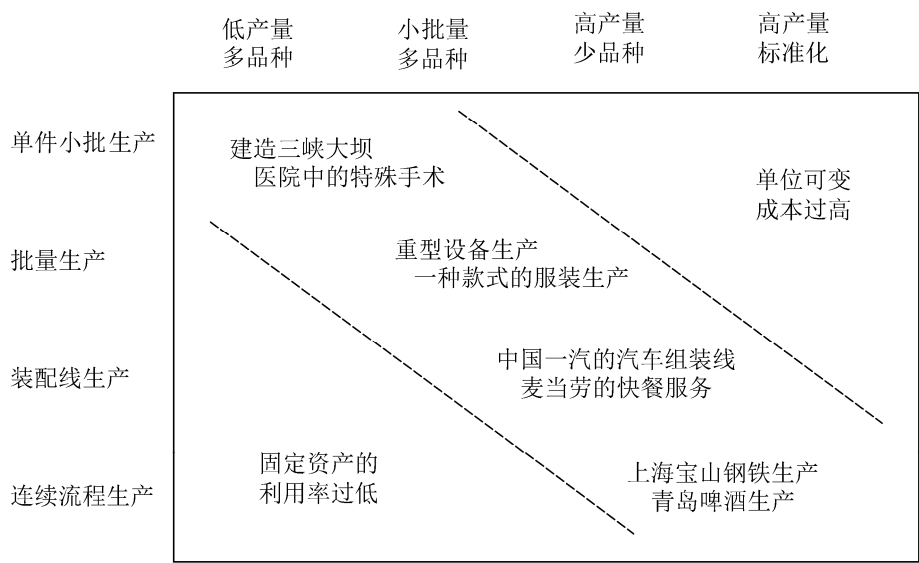 低产量
多品种
小批量
多品种
高产量
少品种
高产量
标准化
单件小批生产
建造三峡大坝
医院中的特殊手术
单位可变
成本过高
批量生产
重型设备生产
一种款式的服装生产
装配线生产
中国一汽的汽车组装线
麦当劳的快餐服务
连续流程生产
固定资产的
利用率过低
上海宝山钢铁生产
青岛啤酒生产